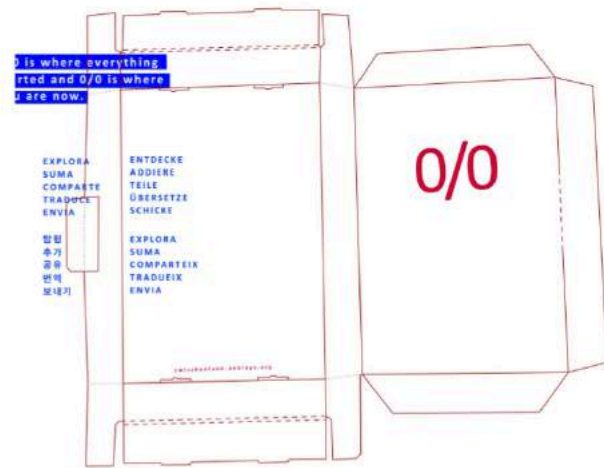 0 is where everything
rted and 0/0 is where
u are now.
EXPLORA
SUMA
COMPARTE
TRADUCE
ENVIA
탐험
추가
공유
번역
보내기
ENTDECKE
ADDIERE
TEILE
ÜBERSETZE
SCHICKE
EXPLORA
SUMA
COMPARTEIX
TRADUEIX
ENVIA
0/0